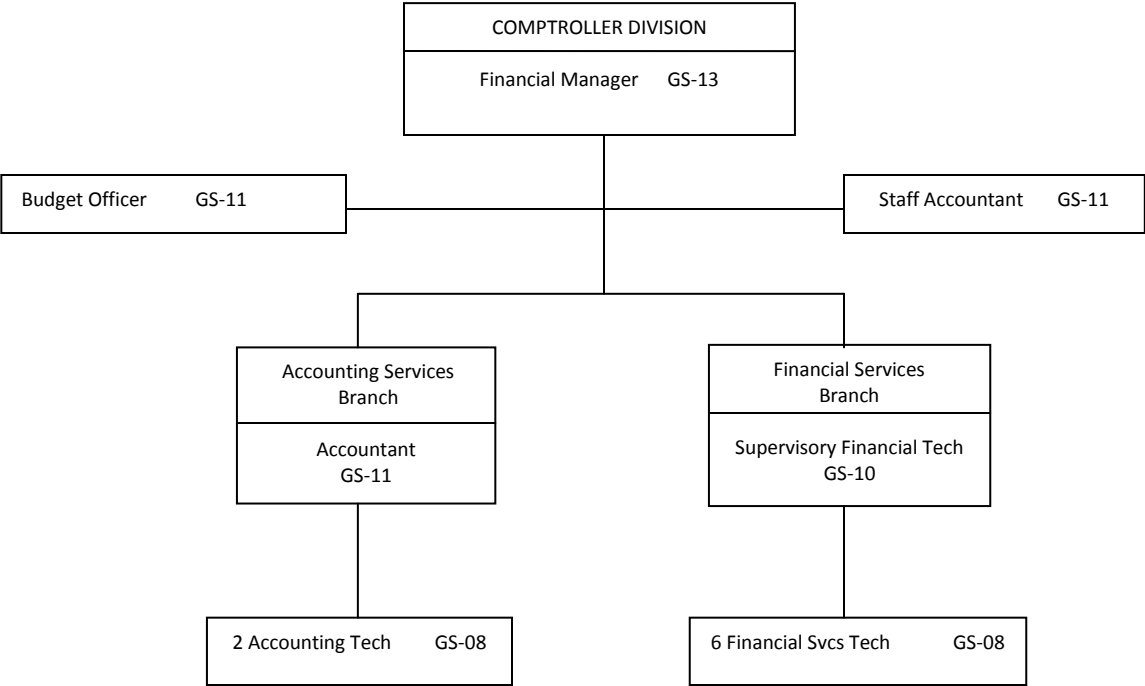 COMPTROLLER DIVISION
Financial Manager GS-13
Budget Officer GS-11
Staff Accountant GS-11
Accounting Services
Branch
Accountant
GS-11
Financial Services
Branch
Supervisory Financial Tech
GS-10
2 Accounting Tech GS-08
6 Financial Svcs Tech GS-08